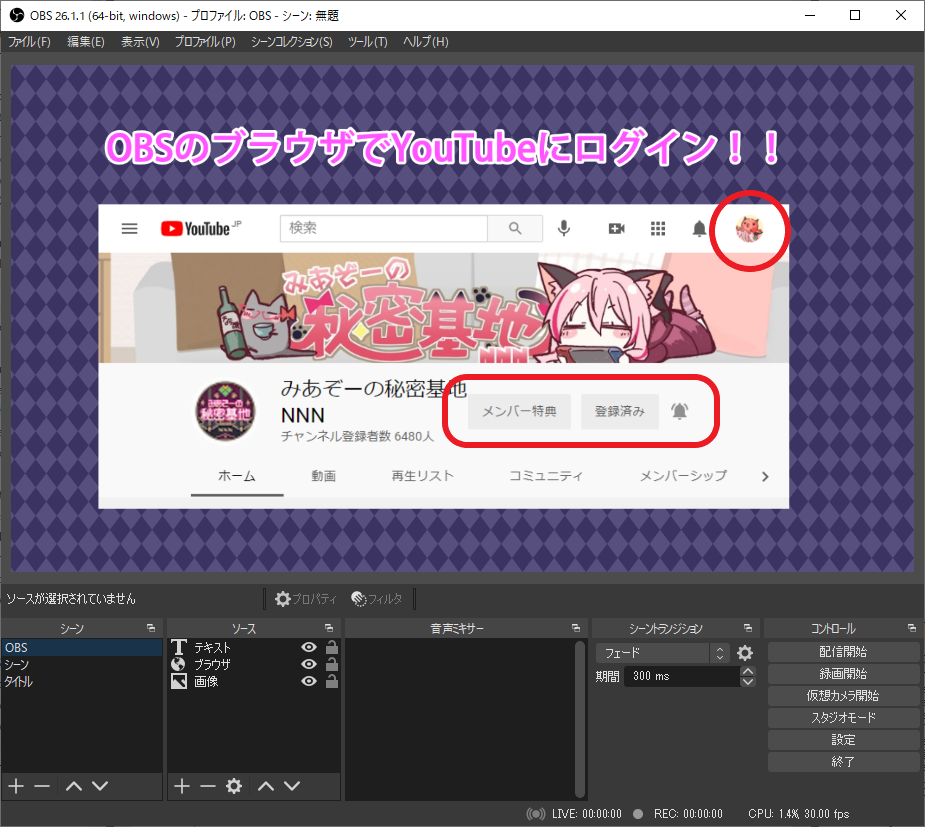 OBS 26.1.1 (64-bit, windows) - プロファイル: OBS - シーン: 無題
ファイル(F) 編集(E) 表示(V) プロファイル(P) シーンコレクション(S) ツール(T) ヘルプ(H)
OBSのブラウザでYouTubeにログイン！！
YouTube JP 検索
みあぞーの
秘密基地
NNN
みあぞーの
秘密基地
NNN
みあぞーの秘密基地
NNN
チャンネル登録者数 6480人
メンバー特典 登録済み
ホーム 動画 再生リスト コミュニティ メンバーシップ
ソースが選択されていません プロパティ フィルタ
シーン ソース 音声ミキサー シーントランジション コントロール
OBS
シーン
タイトル
テキスト
ブラウザ
画像
フェード
期間 300 ms
配信開始
録画開始
仮想カメラ開始
スタジオモード
設定
終了
LIVE: 00:00:00 REC: 00:00:00 CPU: 1.4%, 30.00 fps